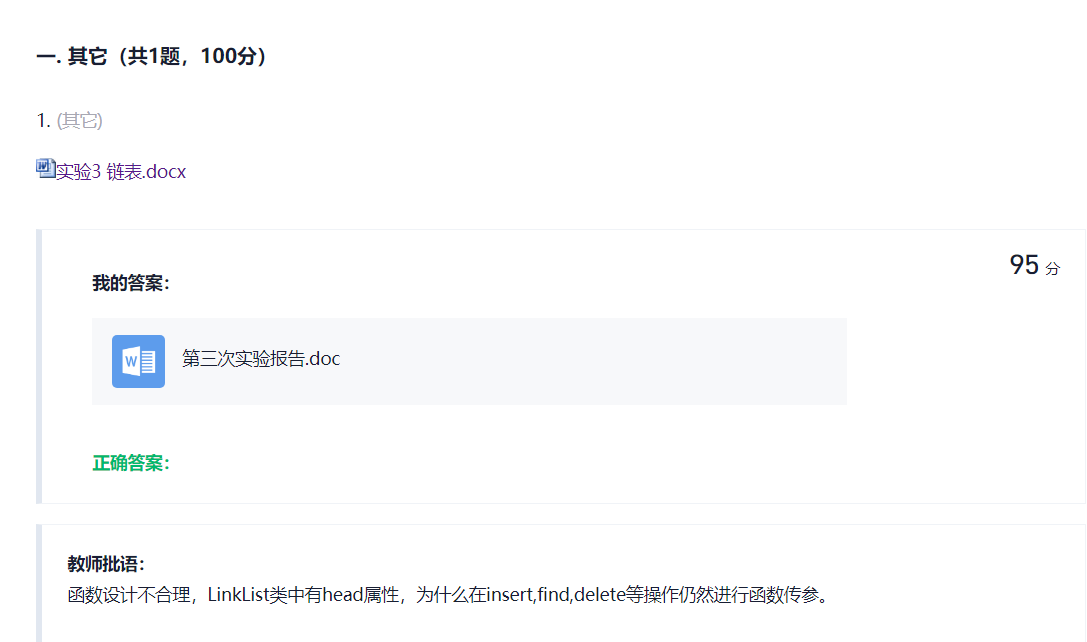 一. 其它（共1题，100分）
1. (其它)
实验3 链表.docx
95 分
我的答案：
第三次实验报告.doc
正确答案：
教师批语：
函数设计不合理，LinkList类中有head属性，为什么在insert,find,delete等操作仍然进行函数传参。